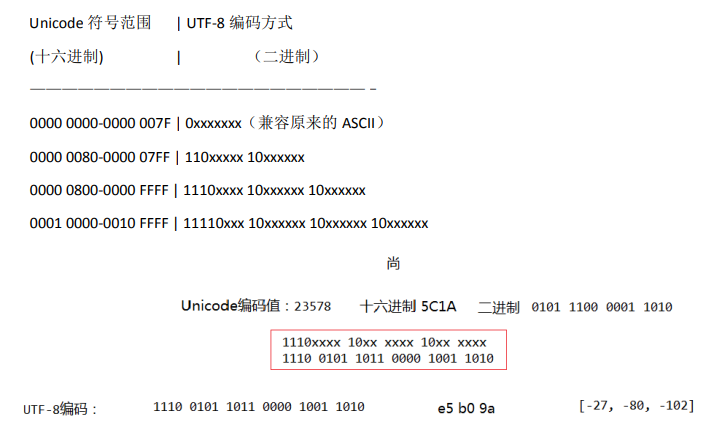 Unicode 符号范围 | UTF-8 编码方式
(十六进制) | （二进制）
———————————————————————–
0000 0000-0000 007F | 0xxxxxxx（兼容原来的 ASCII）
0000 0080-0000 07FF | 110xxxxx 10xxxxxx
0000 0800-0000 FFFF | 1110xxxx 10xxxxxx 10xxxxxx
0001 0000-0010 FFFF | 11110xxx 10xxxxxx 10xxxxxx 10xxxxxx
尚
Unicode编码值：23578 十六进制 5C1A 二进制 0101 1100 0001 1010
1110xxxx 10xx xxxx 10xx xxxx
1110 0101 1011 0000 1001 1010
UTF-8编码： 1110 0101 1011 0000 1001 1010 e5 b0 9a [-27, -80, -102]